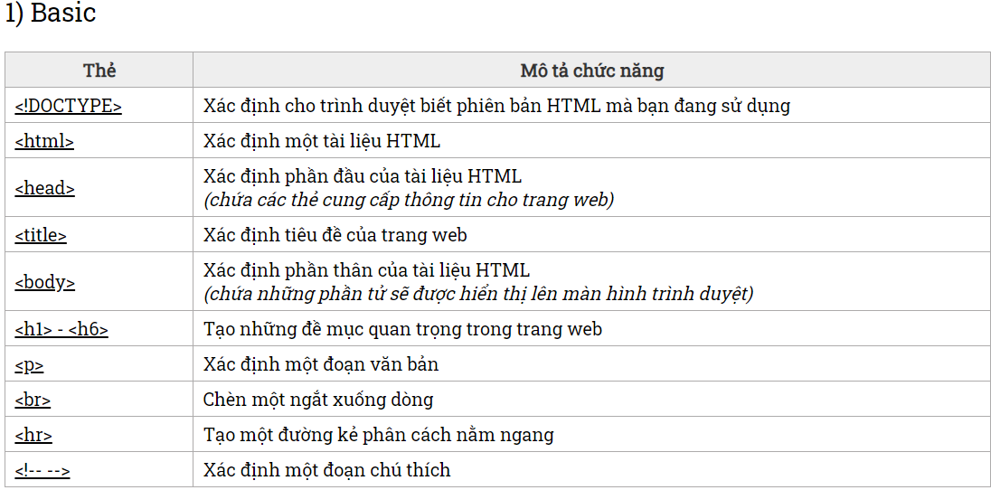 1) Basic
Thẻ Mô tả chức năng
<!DOCTYPE> Xác định cho trình duyệt biết phiên bản HTML mà bạn đang sử dụng
<html> Xác định một tài liệu HTML
Xác định phần đầu của tài liệu HTML
<head>
(chứa các thẻ cung cấp thông tin cho trang web)
<title> Xác định tiêu đề của trang web
Xác định phần thân của tài liệu HTML
<body>
(chứa những phần tử sẽ được hiển thị lên màn hình trình duyệt)
<h1> - <h6> Tạo những đề mục quan trọng trong trang web
<p> Xác định một đoạn văn bản
<br> Chèn một ngắt xuống dòng
<hr> Tạo một đường kẻ phân cách nằm ngang
<!-- --> Xác định một đoạn chú thích